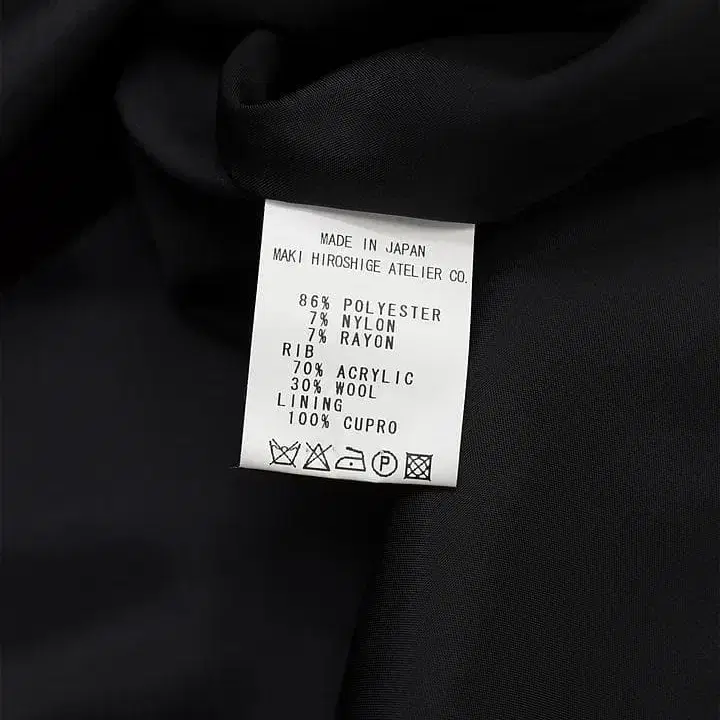 MADE IN JAPAN
MAKI HIROSHIGE ATELIER CO.
86% POLYESTER
7% NYLON
7% RAYON
RIB
70% ACRYLIC
30% WOOL
LINING
100% CUPRO
P